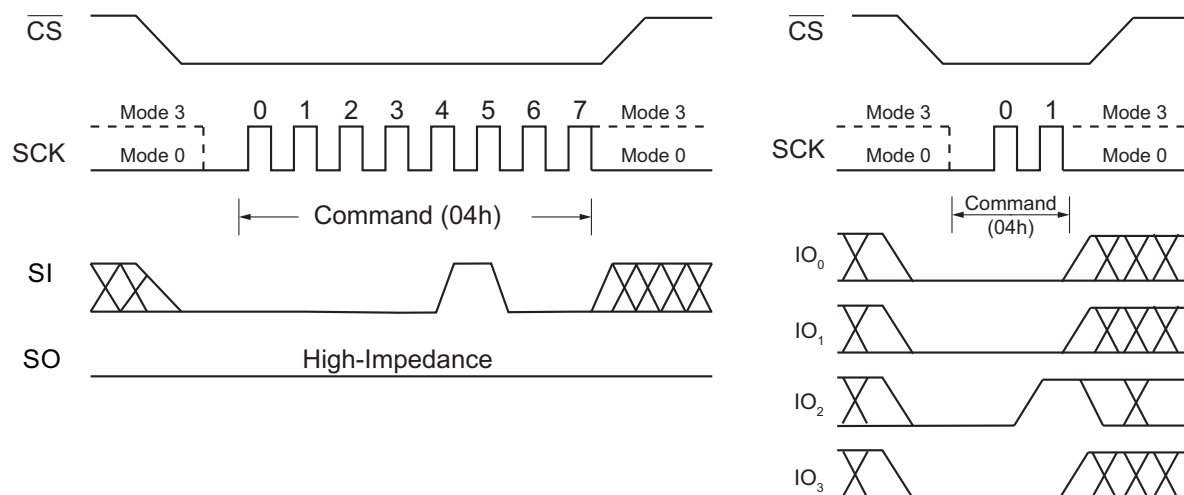 CS
Mode 3
0 1 2 3 4 5 6 7
Mode 3
SCK
Mode 0
Mode 0
Command (04h)
SI
SO
High-Impedance
CS
Mode 3
0 1
Mode 3
SCK
Mode 0
Mode 0
Command
(04h)
IO0
IO1
IO2
IO3